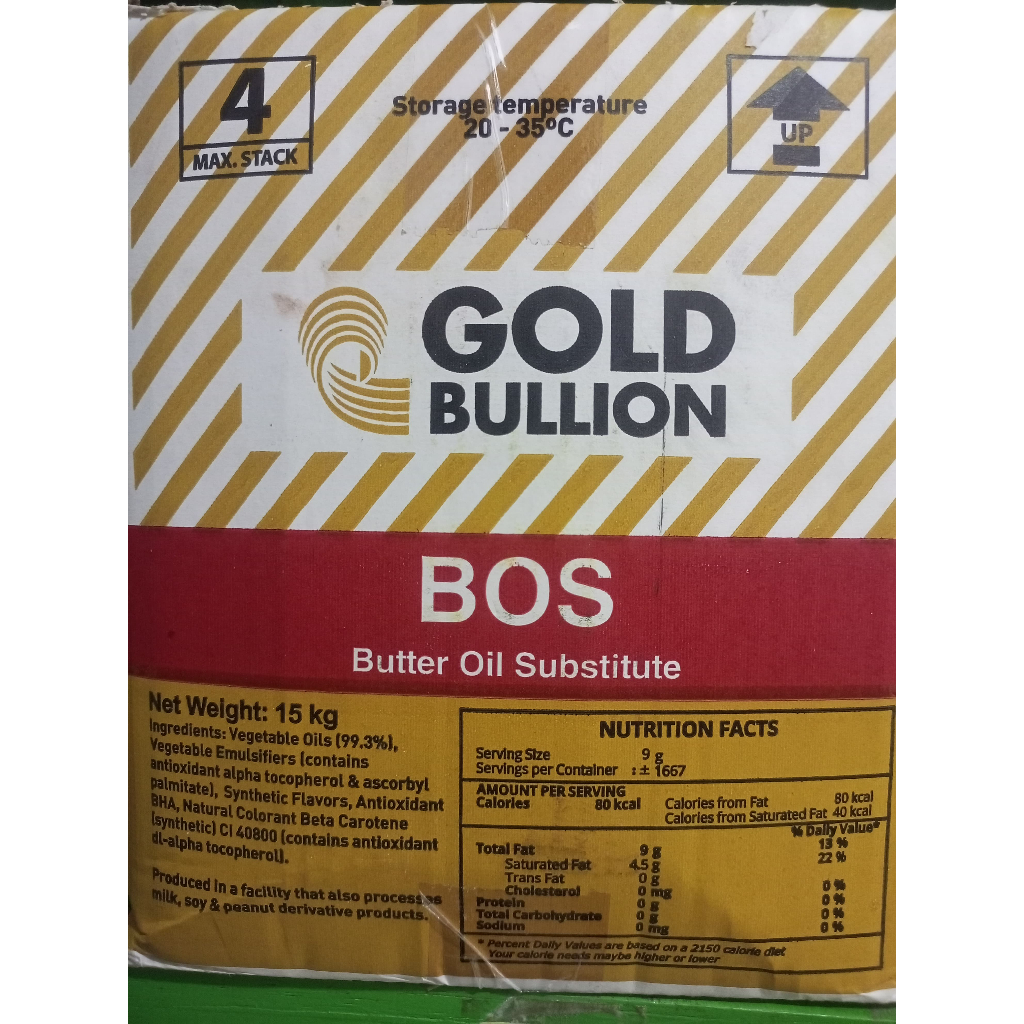 4
MAX. STACK
Storage temperature
20 - 35ºC
UP
GOLD
BULLION
BOS
Butter Oil Substitute
Net Weight: 15 kg
Ingredients: Vegetable Oils (99.3%),
Vegetable Emulsifiers (contains
antioxidant alpha tocopherol & ascorbyl
palmitate), Synthetic Flavors, Antioxidant
BHA, Natural Colorant Beta Carotene
(synthetic) CI 40800 (contains antioxidant
dl-alpha tocopherol).
Produced in a facility that also processes
milk, soy & peanut derivative products.
NUTRITION FACTS
Serving Size 9 g
Servings per Container : ± 1667
AMOUNT PER SERVING
Calories 80 kcal Calories from Fat 80 kcal
Calories from Saturated Fat 40 kcal
% Daily Value*
Total Fat 9 g 13 %
Saturated Fat 4.5 g 22 %
Trans Fat 0 g
Cholesterol 0 mg 0 %
Protein 0 g 0 %
Total Carbohydrate 0 g 0 %
Sodium 0 mg 0 %
* Percent Daily Values are based on a 2150 calorie diet
Your calorie needs maybe higher or lower